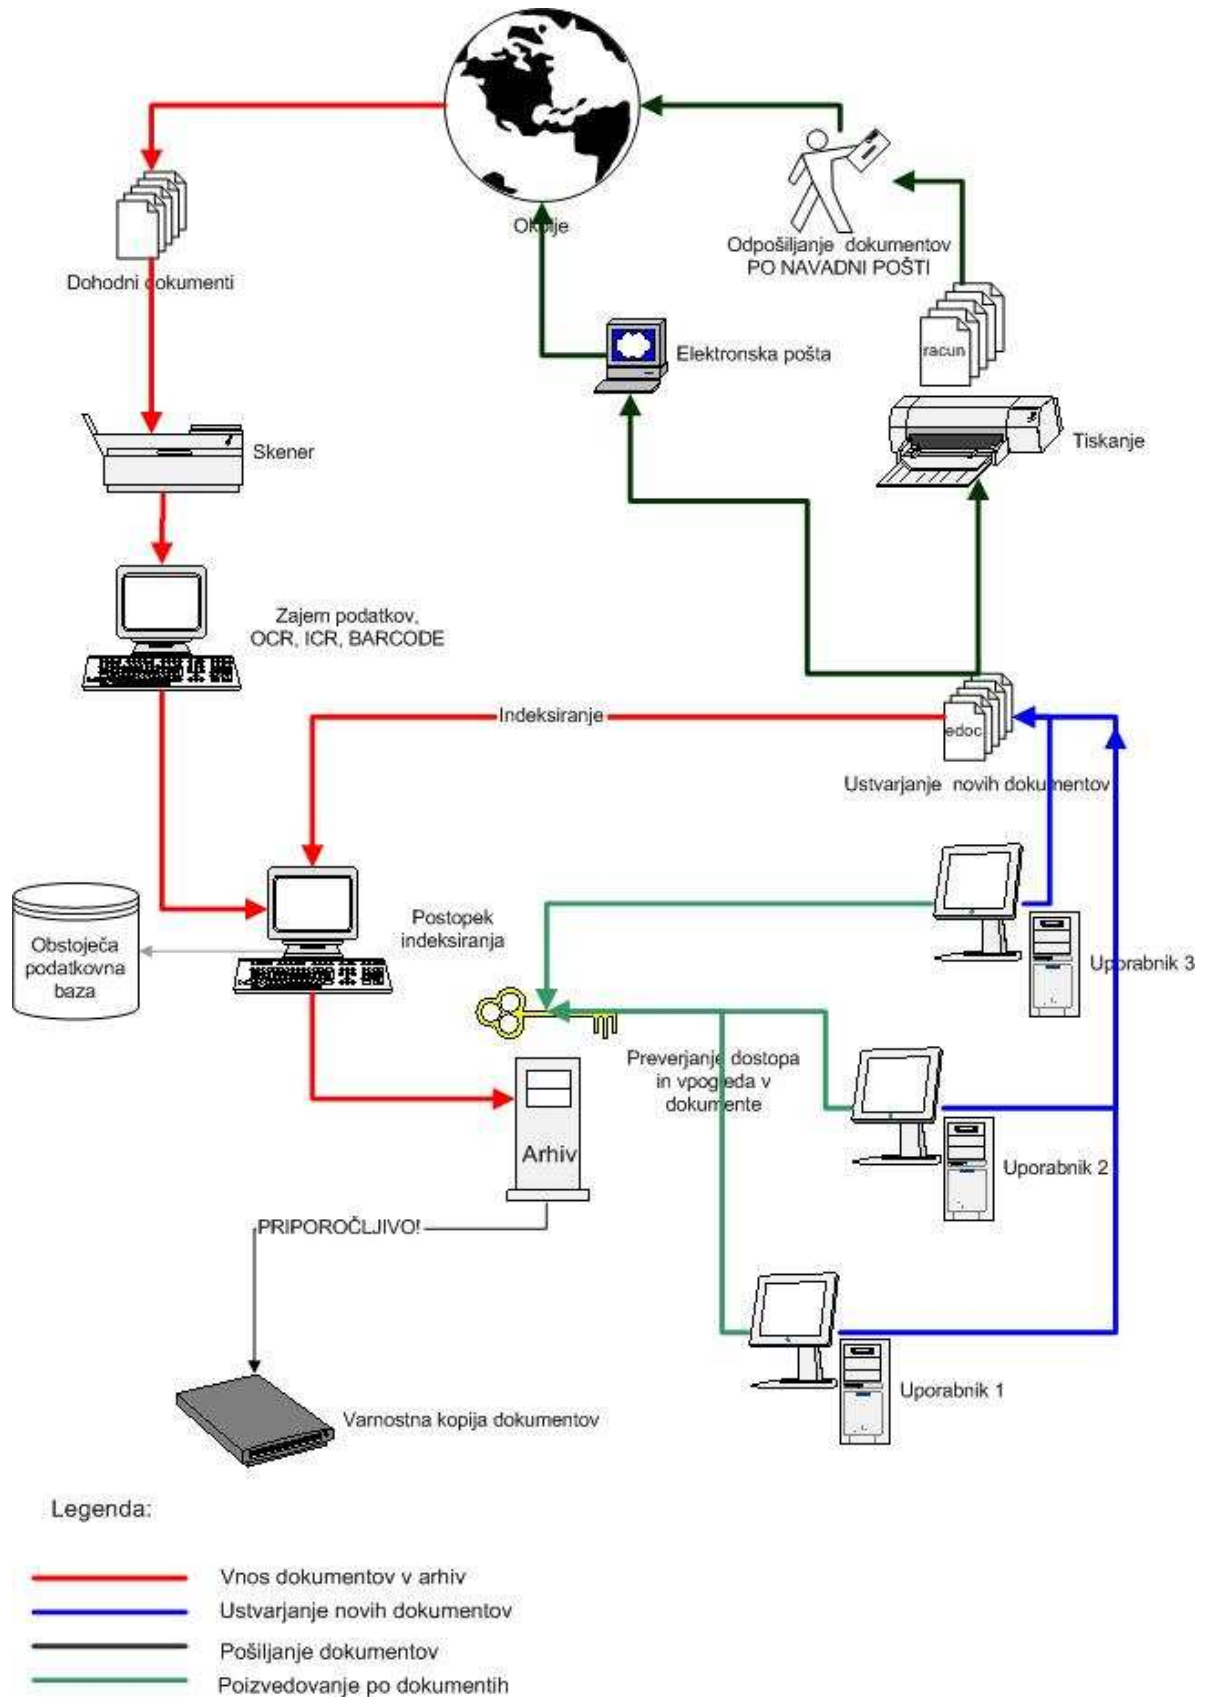 Okolje
Odpošiljanje dokumentov
PO NAVADNI POŠTI
Dohodni dokumenti
racun
Elektronska pošta
Tiskanje
Skener
Zajem podatkov,
OCR, ICR, BARCODE
Indeksiranje
edoc
Ustvarjanje novih dokumentov
Obstoječa
podatkovna
baza
Postopek
indeksiranja
Uporabnik 3
Preverjanje dostopa
in vpogleda v
dokumente
Arhiv
Uporabnik 2
PRIPOROČLJIVO!
Uporabnik 1
Varnostna kopija dokumentov
Legenda:
Vnos dokumentov v arhiv
Ustvarjanje novih dokumentov
Pošiljanje dokumentov
Poizvedovanje po dokumentih